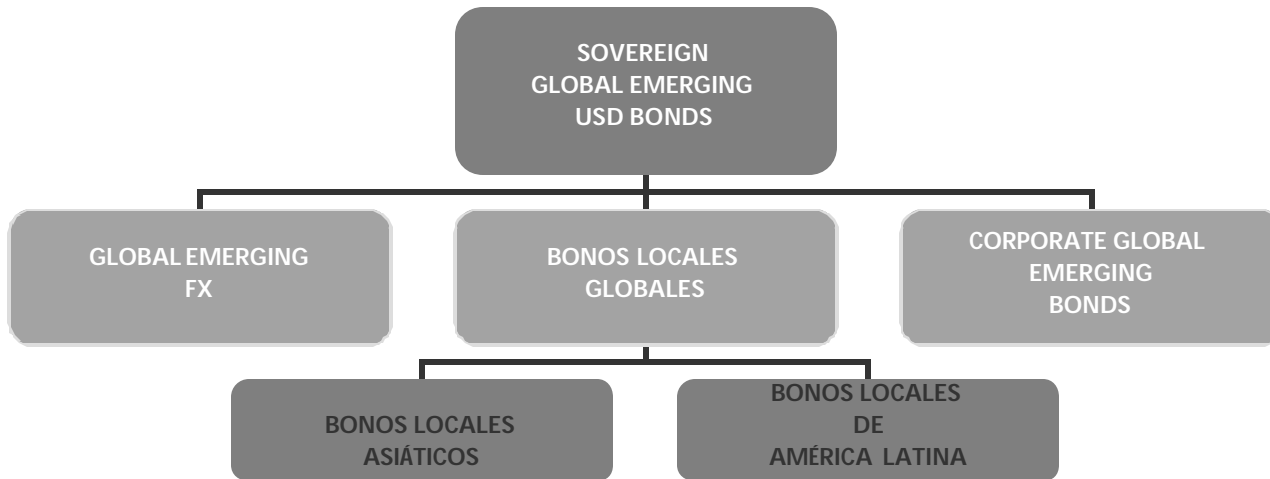 SOVEREIGN
GLOBAL EMERGING
USD BONDS
GLOBAL EMERGING
FX
BONOS LOCALES
GLOBALES
CORPORATE GLOBAL
EMERGING
BONDS
BONOS LOCALES
ASIÁTICOS
BONOS LOCALES
DE
AMÉRICA LATINA